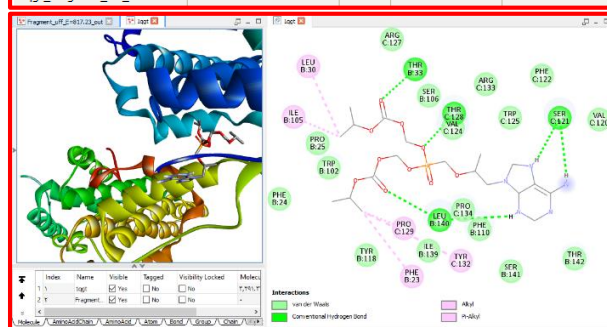 Fragment_uff_E=817.23_out
1qgt
1qgt
ARG
C:127
LEU
B:30
THR
B:33
PHE
C:122
ARG
C:133
SER
B:106
THR
C:128
VAL
C:124
TRP
C:125
SER
C:121
VAL
C:120
ILE
B:105
PRO
B:25
TRP
B:102
PHE
B:24
LEU
B:140
PRO
C:134
PHE
B:110
PRO
C:129
ILE
B:139
TYR
C:132
TYR
B:118
PHE
B:23
SER
B:141
THR
B:142
Index Name Visible Tagged Visibility Locked Molecu
1 1qgt Yes No No
2 Fragment... Yes No No -
Molecule AminoAcidChain AminoAcid Atom Bond Group Chain
Interactions
van der Waals
Conventional Hydrogen Bond
Alkyl
Pi-Alkyl